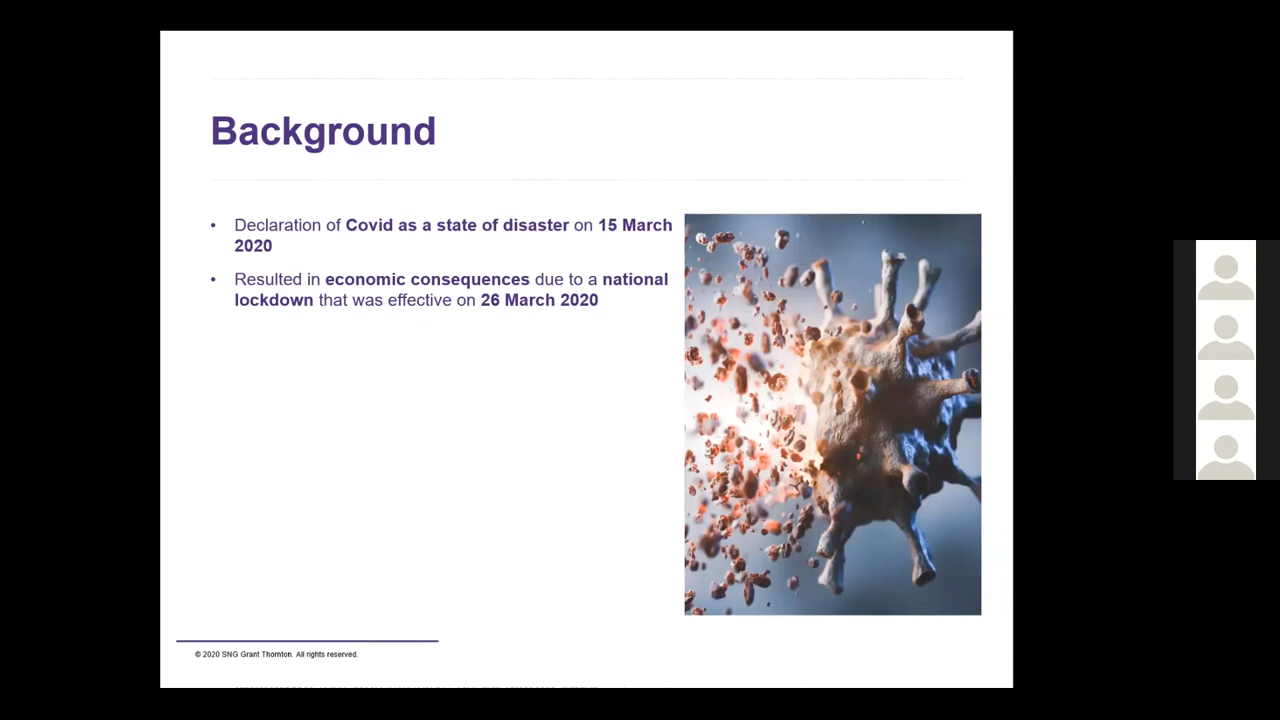 Background
• Declaration of Covid as a state of disaster on 15 March
2020
• Resulted in economic consequences due to a national
lockdown that was effective on 26 March 2020
© 2020 SNG Grant Thornton. All rights reserved.